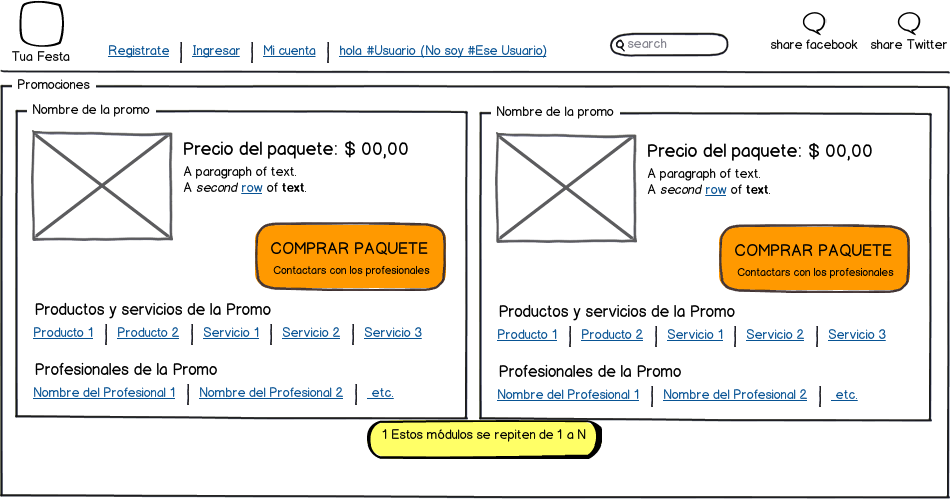 Tua Festa
Registrate
Ingresar
Mi cuenta
hola #Usuario (No soy #Ese Usuario)
search
share facebook
share Twitter
Promociones
Nombre de la promo
Precio del paquete: $ 00,00
A paragraph of text.
A second row of text.
COMPRAR PAQUETE
Contactars con los profesionales
Productos y servicios de la Promo
Producto 1
Producto 2
Servicio 1
Servicio 2
Servicio 3
Profesionales de la Promo
Nombre del Profesional 1
Nombre del Profesional 2
etc.
Nombre de la promo
Precio del paquete: $ 00,00
A paragraph of text.
A second row of text.
COMPRAR PAQUETE
Contactars con los profesionales
Productos y servicios de la Promo
Producto 1
Producto 2
Servicio 1
Servicio 2
Servicio 3
Profesionales de la Promo
Nombre del Profesional 1
Nombre del Profesional 2
etc.
1 Estos módulos se repiten de 1 a N